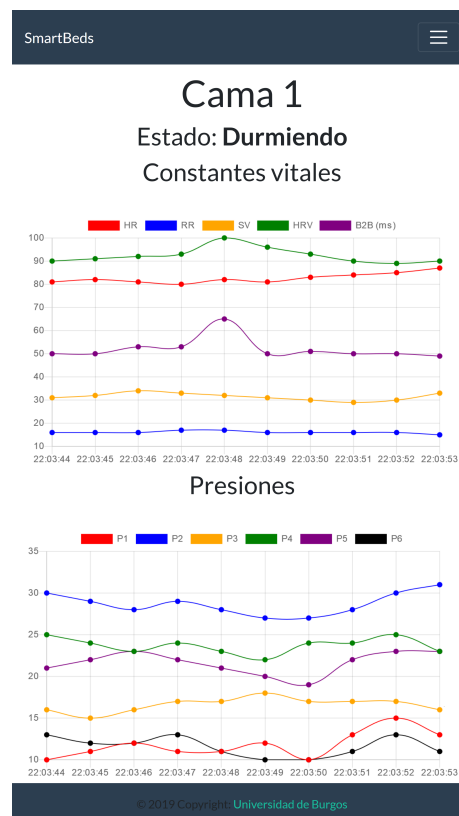 SmartBeds
Cama 1
Estado: Durmiendo
Constantes vitales
HR RR SV HRV B2B (ms)
100
90
80
70
60
50
40
30
20
10
22:03:44 22:03:45 22:03:46 22:03:47 22:03:48 22:03:49 22:03:50 22:03:51 22:03:52 22:03:53
Presiones
P1 P2 P3 P4 P5 P6
35
30
25
20
15
10
22:03:44 22:03:45 22:03:46 22:03:47 22:03:48 22:03:49 22:03:50 22:03:51 22:03:52 22:03:53
© 2019 Copyright: Universidad de Burgos